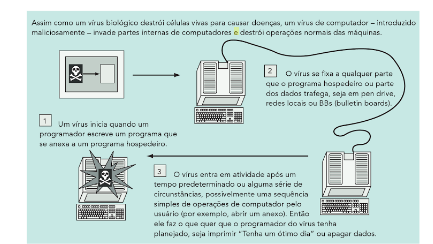 Assim como um vírus biológico destrói células vivas para causar doenças, um vírus de computador – introduzido
maliciosamente – invade partes internas de computadores e destrói operações normais das máquinas.
2 O vírus se fixa a qualquer parte
que o programa hospedeiro ou parte
dos dados trafega, seja em pen drive,
redes locais ou BBs (bulletin boards).
1 Um vírus inicia quando um
programador escreve um programa que
se anexa a um programa hospedeiro.
3 O vírus entra em atividade após um
tempo predeterminado ou alguma série de
circunstâncias, possivelmente uma sequência
simples de operações de computador pelo
usuário (por exemplo, abrir um anexo). Então
ele faz o que quer que o programador do vírus tenha
planejado, seja imprimir “Tenha um ótimo dia” ou apagar dados.